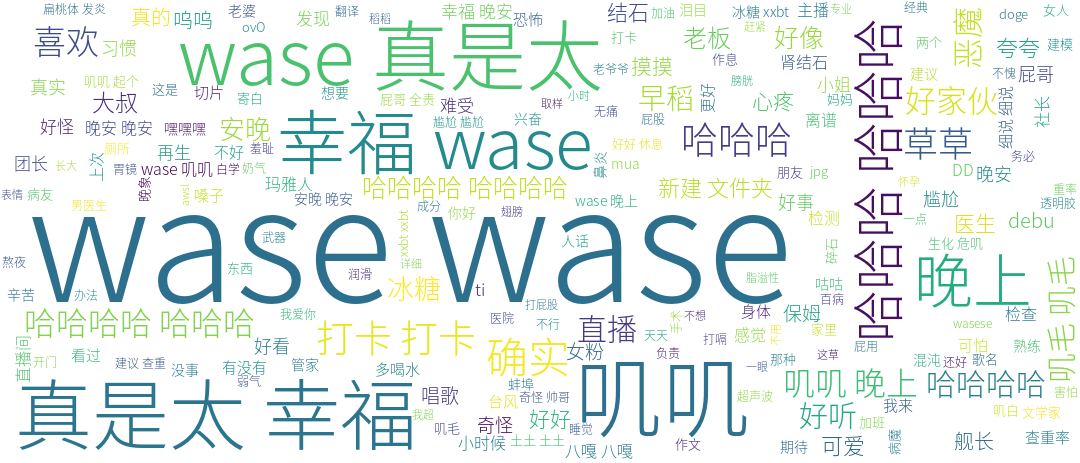 扁桃体 发炎
真的
呜呜
老婆
翻译
稻稻
幸福 晚安
恐怖
结石
加油
泪目
冰糖 xxbt
主播
专业
经典
doge
女人
喜欢
习惯
ovO
发现
wase 真是太
打卡
老板
赶紧
好像
哈哈哈 哈哈哈
恶魔
两个
夸夸
建模
真实
叽叽 起个
这是
切片
想要
老爷爷
摸摸
作息
肾结石
建议
不愧
屁哥
大叔
寄白
屁哥 全责
难受
取样
小时
早稻
膀胱
更好
心疼
小姐
妈妈
好家伙
细说 细说
社长
好怪
晚安 晚安
嘿嘿嘿
安晚
羞耻
幸福 wase
尴尬 尴尬
兴奋
无痛
屁股
离谱
草草
务必
团长
上次
厕所
再生
不好
胃镜
wase 叽叽
白学
奶气
鼻炎
好好 休息
哈哈哈
朋友
jpg
DD
晚安
表情
病友
长大
晚象
玛雅人
嗓子
安晚 晚安
哈哈哈哈 哈哈哈哈
mua
新建 文件夹
好事
怀孕
尴尬
重率
透明胶
男医生
成分
你好
翅膀
wase 晚上
检测
一点
医生
debu
wase wase
武器
xxbt xxbt
详细
人话
碎石
生化 危叽
熬夜
东西
润滑
脂溢性
晚上
叽叽毛 叽毛
辛苦
办法
我爱你
冰糖
ti
打屁股
咕咕
百病
检查
哈哈哈哈 哈哈哈
打卡 打卡
医院
不行
直播
手术
不想
身体
保姆
wasese
直播间
开门
看过
好看
确实
女粉
天天
打嗝
感觉
不用
家里
屁用
可怕
熟练
建议 查重
没事
有没有
弱气
管家
多喝水
负责
一眼
那种
这草
混沌
还好
歌名
真是太 幸福
唱歌
蚌埠
奇怪 帅哥
叽叽
超声波
叽叽 晚上
哈哈哈哈
害怕
我超
台风
奇怪
好好
好听
我来
叽白
文学家
叽毛
小时候
土土 土土
睡觉
八嘎 八嘎
作文
期待
可爱
加班
病魔
舰长
查重率